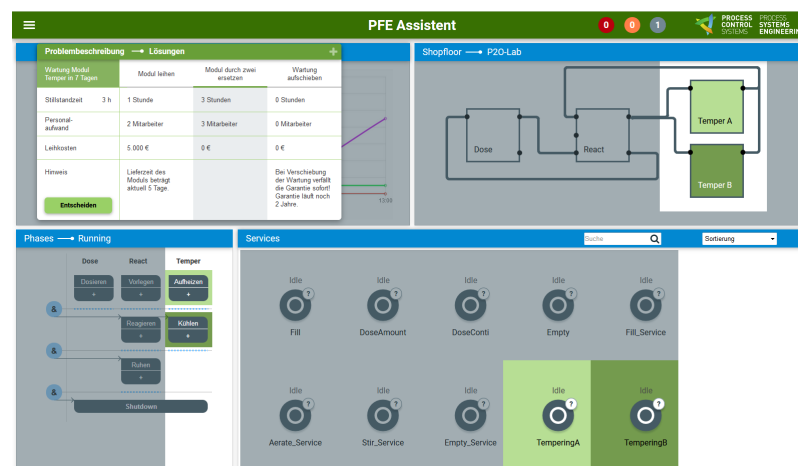 PFE Assistent
0
0
1
PROCESS PROCESS
CONTROL SYSTEMS
SYSTEMS ENGINEERIN
Problembeschreibung Lösungen
Wartung Modul
Temper in 7 Tagen
Modul leihen
Modul durch zwei
ersetzen
Wartung
aufschieben
Stillstandzeit 3 h
1 Stunde
3 Stunden
0 Stunden
Personal-
aufwand
2 Mitarbeiter
3 Mitarbeiter
0 Mitarbeiter
Leihkosten
5.000 €
0 €
0 €
Hinweis
Lieferzeit des
Moduls beträgt
aktuell 5 Tage.
Bei Verschiebung
der Wartung verfällt
die Garantie sofort!
Garantie läuft noch
2 Jahre.
Entscheiden
13:00
Shopfloor P2O-Lab
Dose
React
Temper A
Temper B
Phases Running
Dose React Temper
Dosieren
+
Vorlegen
+
Aufheizen
+
&
Reagieren
+
Kühlen
+
&
Ruhen
+
&
Shutdown
Services
Suche
Sortierung
Idle Idle Idle Idle Idle
? ? ? ? ?
Fill DoseAmount DoseConti Empty Fill_Service
Idle Idle Idle Idle Idle
? ? ? ? ?
Aerate_Service Stir_Service Empty_Service TemperingA TemperingB